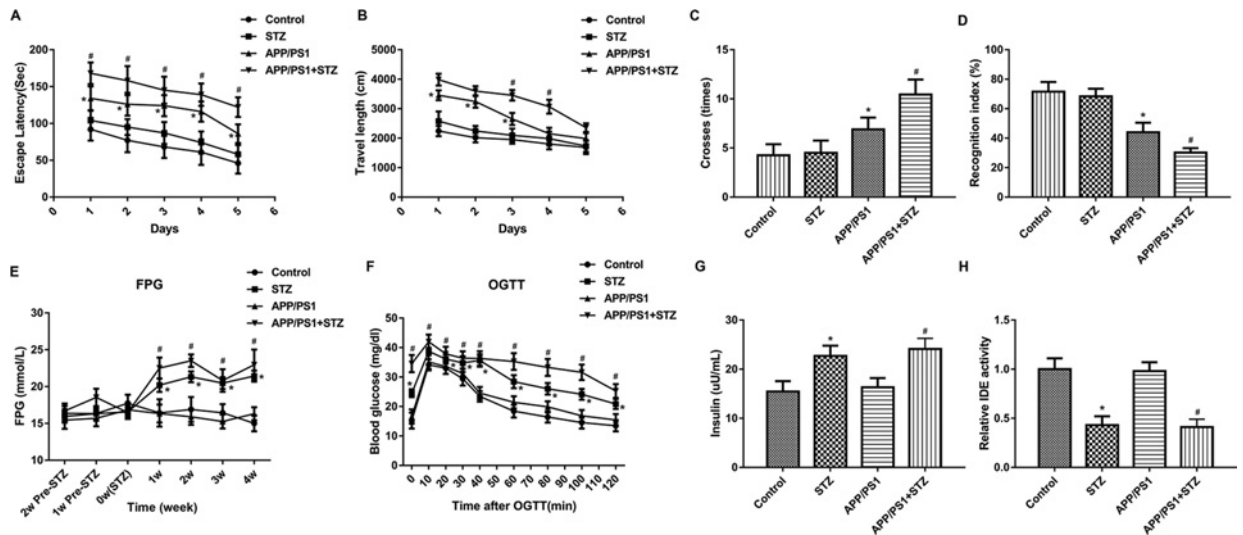 A
Control
STZ
APP/PS1
APP/PS1+STZ
Escape Latency(Sec)
200
150
100
50
0
# # # # #
* * * * *
0 1 2 3 4 5 6
Days
B
Control
STZ
APP/PS1
APP/PS1+STZ
Travel length (cm)
5000
4000
3000
2000
1000
0
# #
* * *
0 1 2 3 4 5 6
Days
C
Crosses (times)
15
10
5
0
* #
Control STZ APP/PS1 APP/PS1+STZ
D
Recognition index (%)
100
80
60
40
20
0
* #
Control STZ APP/PS1 APP/PS1+STZ
E
FPG
Control
STZ
APP/PS1
APP/PS1+STZ
FPG (mmol/L)
30
25
20
15
10
# # # #
* * * *
2w Pre-STZ 1w Pre-STZ 0w(STZ) 1w 2w 3w 4w
Time (week)
F
OGTT
Control
STZ
APP/PS1
APP/PS1+STZ
Blood glucose (mg/dl)
50
40
30
20
10
0
# # # # # # # # #
* * * * * * * *
0 10 20 30 40 50 60 70 80 90 100 110 120
Time after OGTT(min)
G
Insulin (uU/mL)
30
20
10
0
* #
Control STZ APP/PS1 APP/PS1+STZ
H
Relative IDE activity
1.5
1.0
0.5
0.0
* #
Control STZ APP/PS1 APP/PS1+STZ